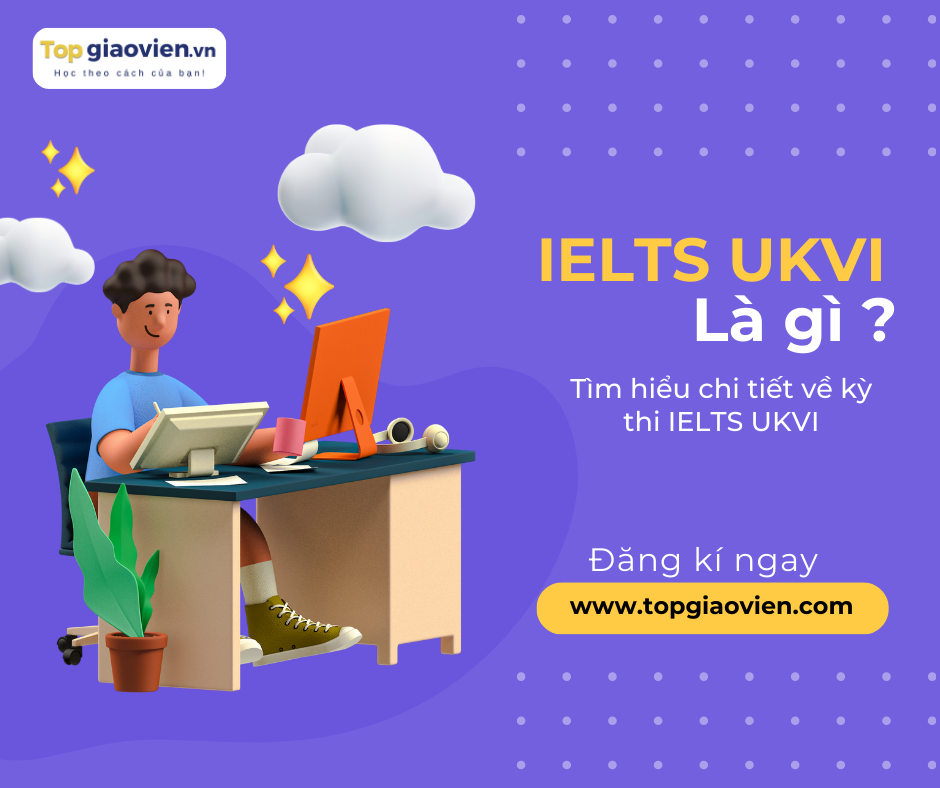 Topgiaovien.vn
Học theo cách của bạn!
IELTS UKVI
Là gì ?
Tìm hiểu chi tiết về kỳ
thi IELTS UKVI
Đăng kí ngay
www.topgiaovien.com